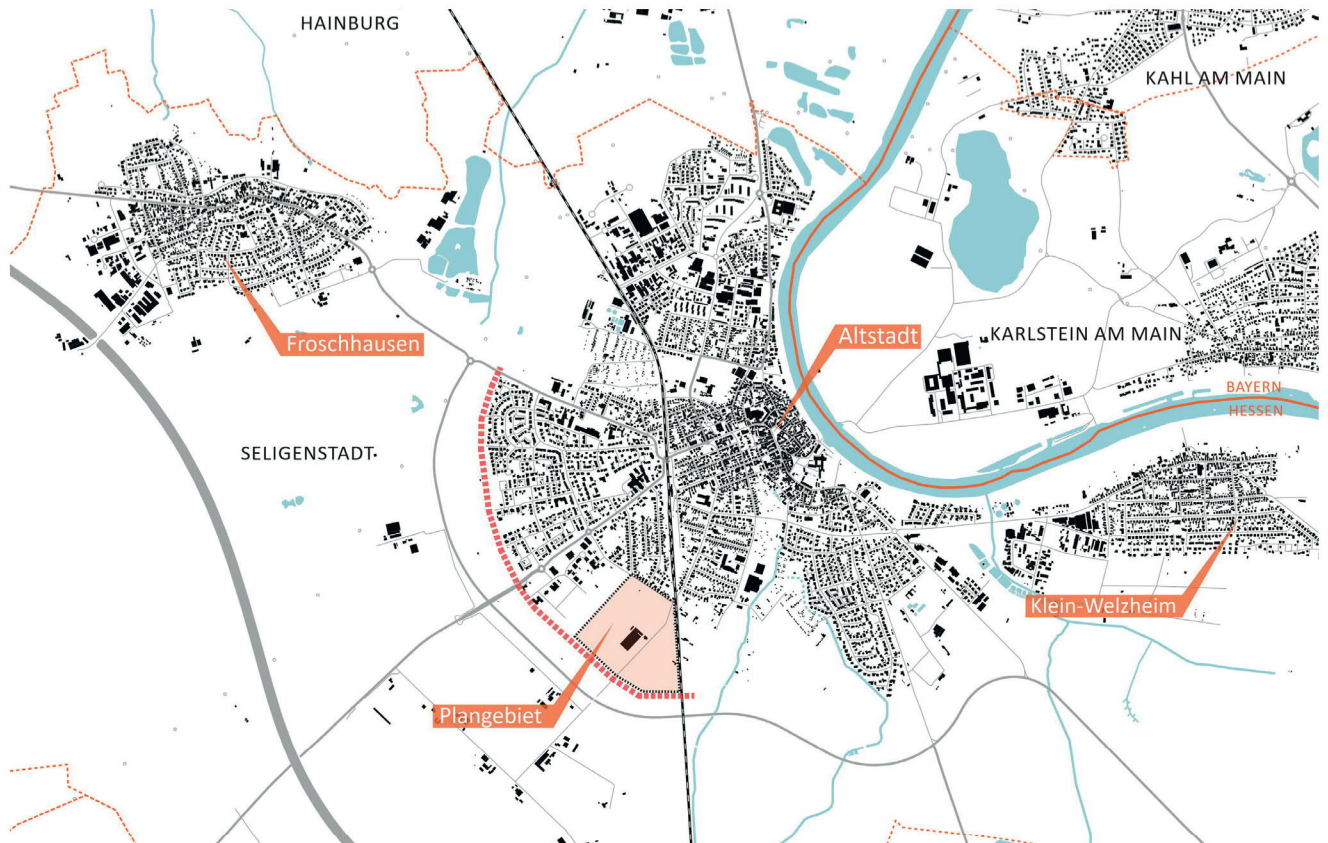 HAINBURG
KAHL AM MAIN
Froschhausen
Altstadt
KARLSTEIN AM MAIN
BAYERN
HESSEN
SELIGENSTADT
Klein-Welzheim
Plangebiet